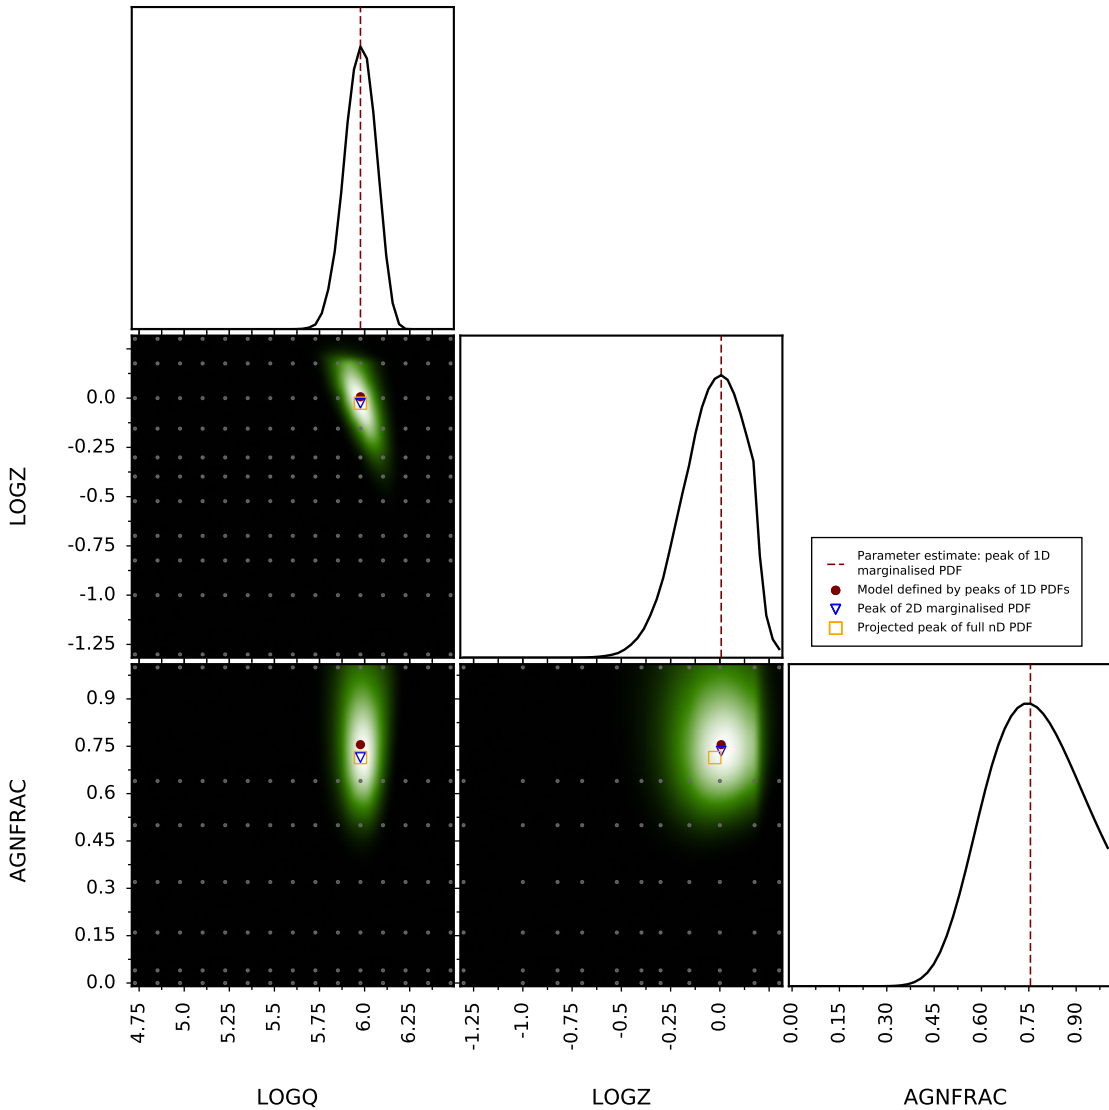 0.0
-0.25
-0.5
-0.75
-1.0
-1.25
LOGZ
Parameter estimate: peak of 1D
marginalised PDF
Model defined by peaks of 1D PDFs
Peak of 2D marginalised PDF
Projected peak of full nD PDF
0.9
0.75
0.6
0.45
0.3
0.15
0.0
AGNFRAC
4.75 5.0 5.25 5.5 5.75 6.0 6.25
-1.25 -1.0 -0.75 -0.5 -0.25 0.0
0.00 0.15 0.30 0.45 0.60 0.75 0.90
LOGQ LOGZ AGNFRAC